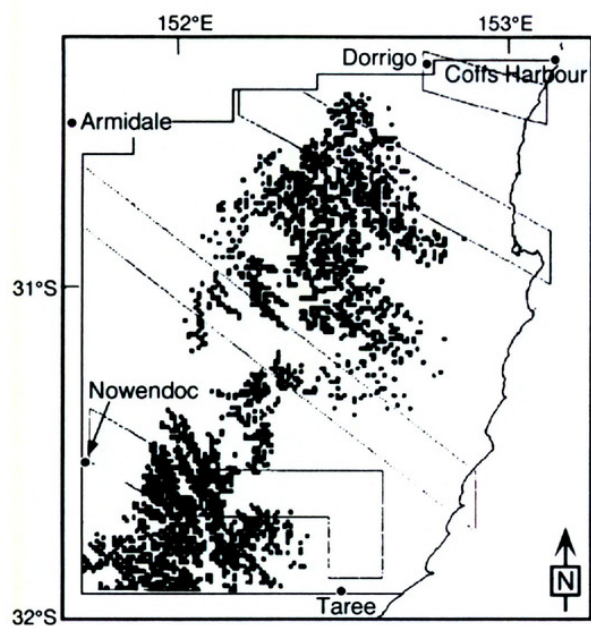 152°E 153°E
Dorrigo
Coffs Harbour
Armidale
31°S
Nowendoc
N
Taree
32°S